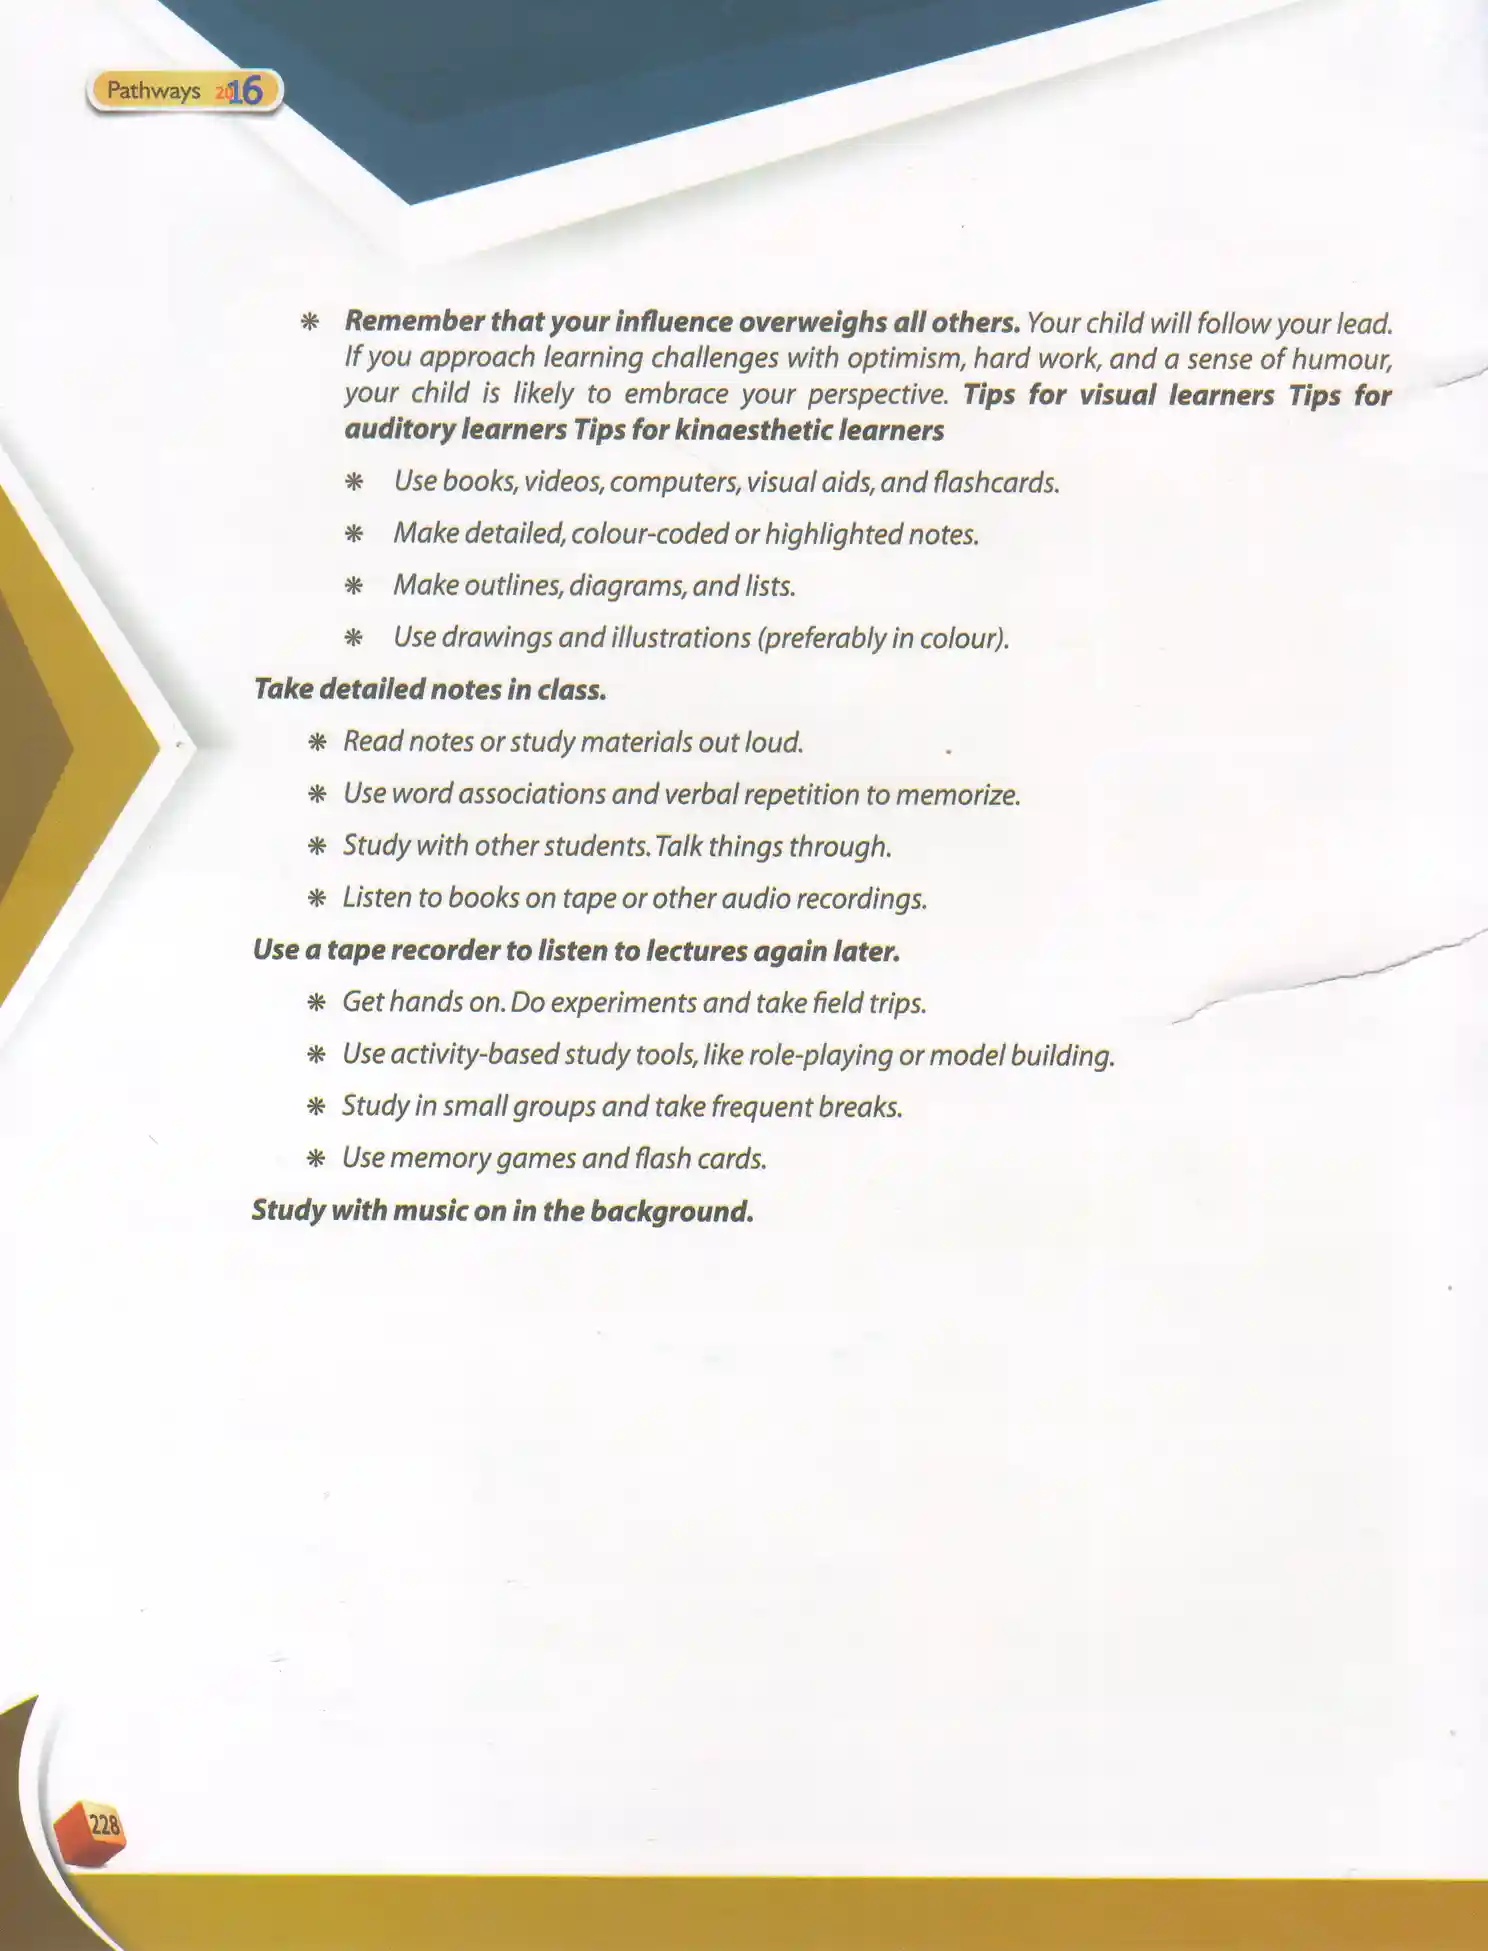 Pathways 2016
* Remember that your influence overweighs all others. Your child will follow your lead.
If you approach learning challenges with optimism, hard work, and a sense of humour,
your child is likely to embrace your perspective. Tips for visual learners Tips for
auditory learners Tips for kinaesthetic learners
* Use books, videos, computers, visual aids, and flashcards.
* Make detailed, colour-coded or highlighted notes.
* Make outlines, diagrams, and lists.
* Use drawings and illustrations (preferably in colour).
Take detailed notes in class.
* Read notes or study materials out loud.
* Use word associations and verbal repetition to memorize.
* Study with other students. Talk things through.
* Listen to books on tape or other audio recordings.
Use a tape recorder to listen to lectures again later.
* Get hands on. Do experiments and take field trips.
* Use activity-based study tools, like role-playing or model building.
* Study in small groups and take frequent breaks.
* Use memory games and flash cards.
Study with music on in the background.
228